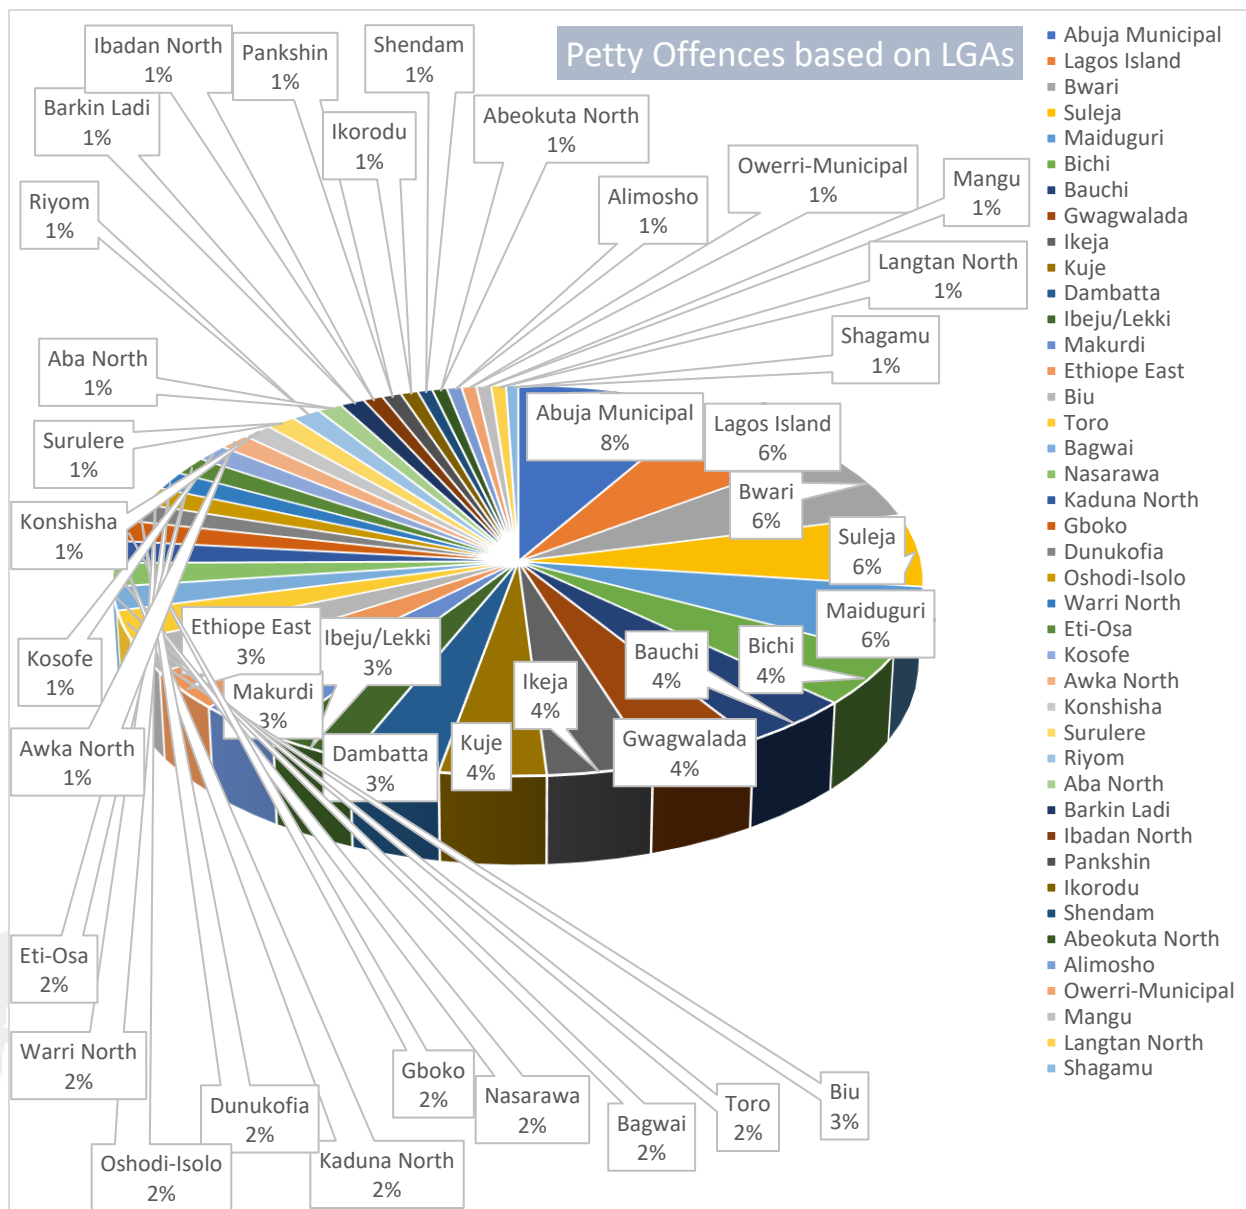 Petty Offences based on LGAs
Ibadan North
1%
Pankshin
1%
Shendam
1%
Barkin Ladi
1%
Ikorodu
1%
Abeokuta North
1%
Riyom
1%
Alimosho
1%
Owerri-Municipal
1%
Mangu
1%
Langtan North
1%
Shagamu
1%
Aba North
1%
Surulere
1%
Konshisha
1%
Kosofe
1%
Awka North
1%
Eti-Osa
2%
Warri North
2%
Oshodi-Isolo
2%
Dunukofia
2%
Kaduna North
2%
Gboko
2%
Nasarawa
2%
Bagwai
2%
Toro
2%
Biu
3%
Abuja Municipal
8%
Lagos Island
6%
Bwari
6%
Suleja
6%
Maiduguri
6%
Bichi
4%
Bauchi
4%
Gwagwalada
4%
Ikeja
4%
Kuje
4%
Dambatta
3%
Ibeju/Lekki
3%
Makurdi
3%
Ethiope East
3%
Abuja Municipal
Lagos Island
Bwari
Suleja
Maiduguri
Bichi
Bauchi
Gwagwalada
Ikeja
Kuje
Dambatta
Ibeju/Lekki
Makurdi
Ethiope East
Biu
Toro
Bagwai
Nasarawa
Kaduna North
Gboko
Dunukofia
Oshodi-Isolo
Warri North
Eti-Osa
Kosofe
Awka North
Konshisha
Surulere
Riyom
Aba North
Barkin Ladi
Ibadan North
Pankshin
Ikorodu
Shendam
Abeokuta North
Alimosho
Owerri-Municipal
Mangu
Langtan North
Shagamu